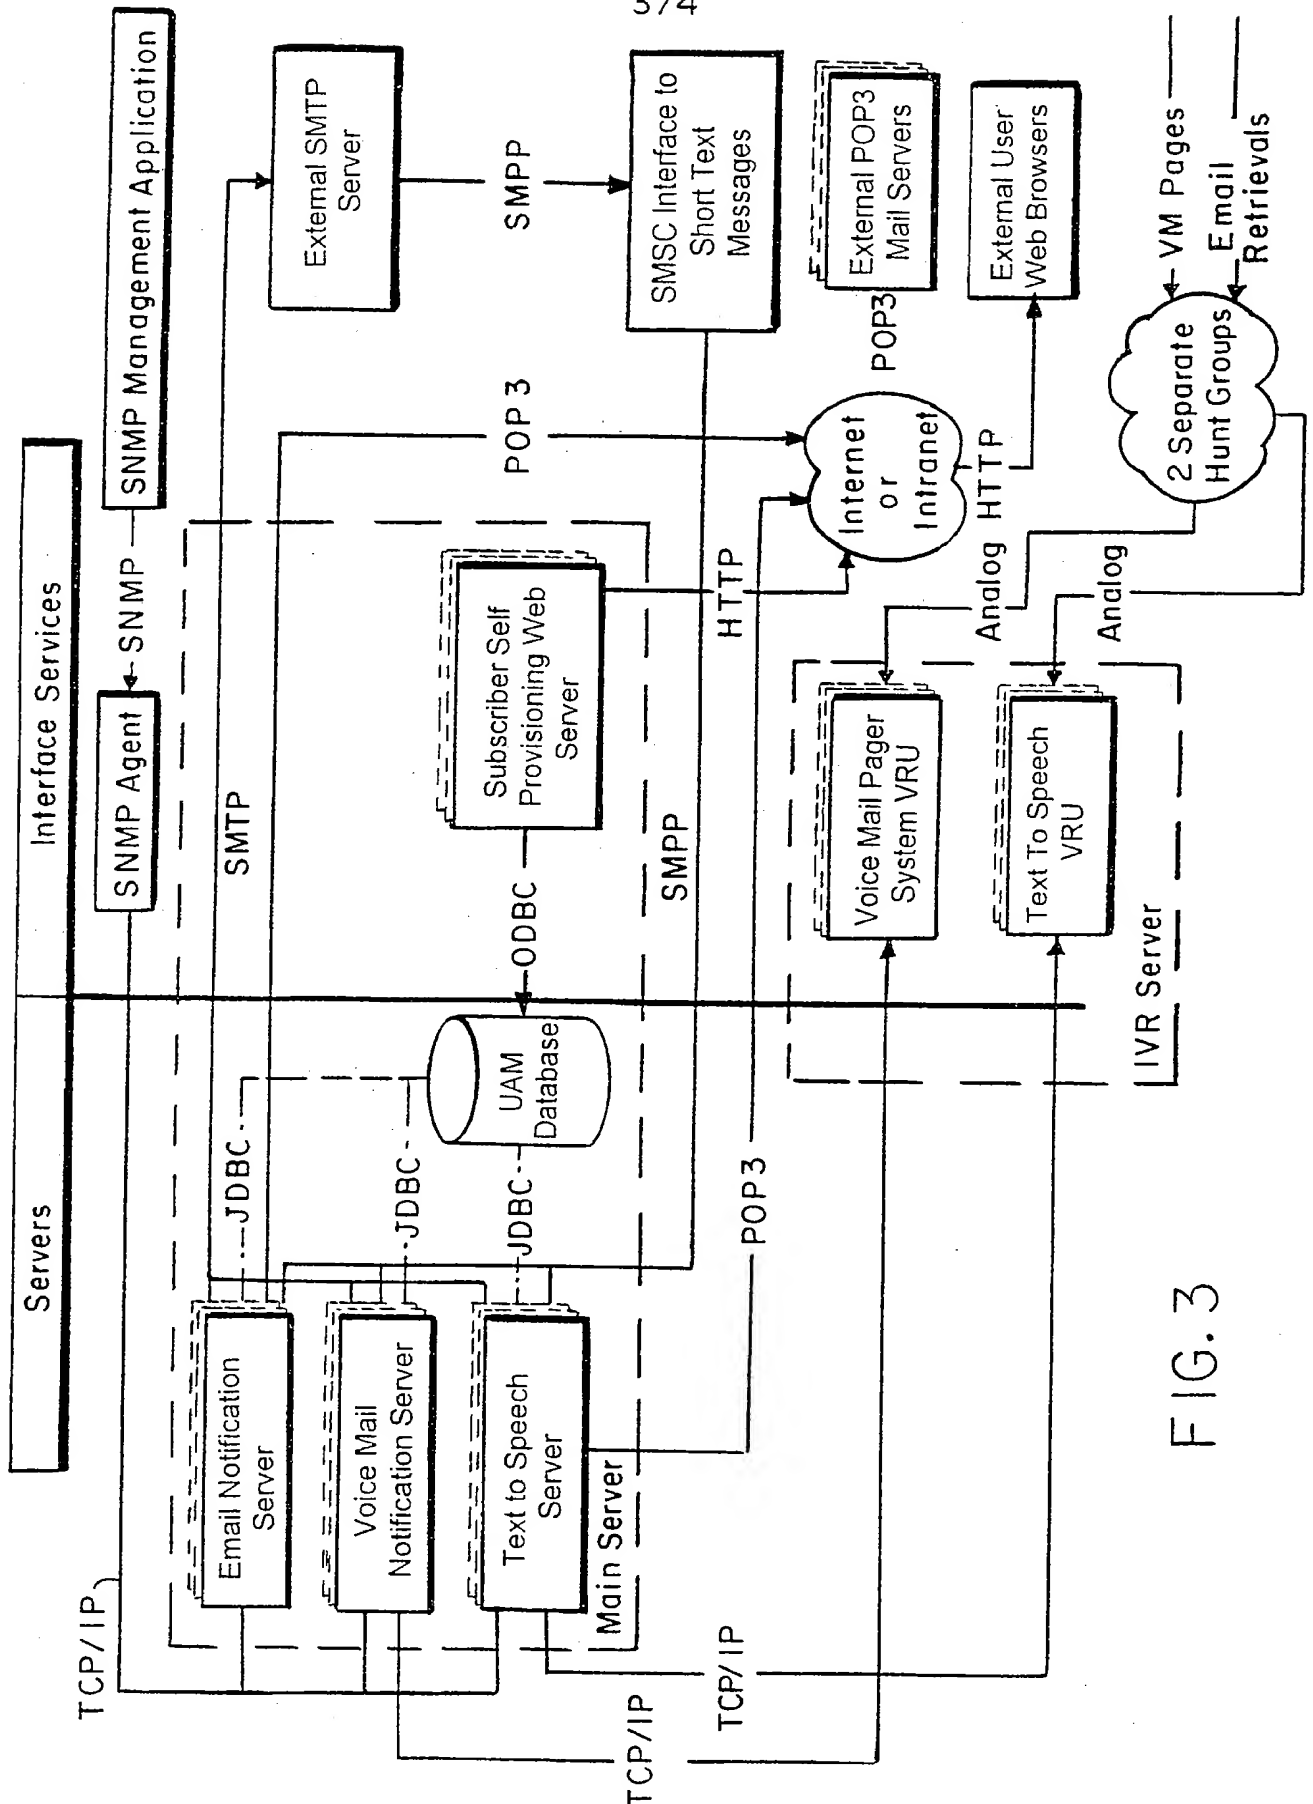 3/4
Servers
Interface Services
TCP/IP
SNMP Agent
SNMP
SNMP Management Application
Email Notification
Server
JDBC
SMTP
External SMTP
Server
Voice Mail
Notification Server
JDBC
POP 3
SMPP
Text to Speech
Server
JDBC
UAM
Database
ODBC
Subscriber Self
Provisioning Web
Server
SMSC Interface to
Short Text
Messages
Main Server
SMPP
TCP/IP
TCP/IP
POP3
HTTP
Internet
or
Intranet
POP3
External POP3
Mail Servers
HTTP
External User
Web Browsers
Voice Mail Pager
System VRU
Analog
Text To Speech
VRU
Analog
IVR Server
2 Separate
Hunt Groups
VM Pages
Email
Retrievals
FIG. 3